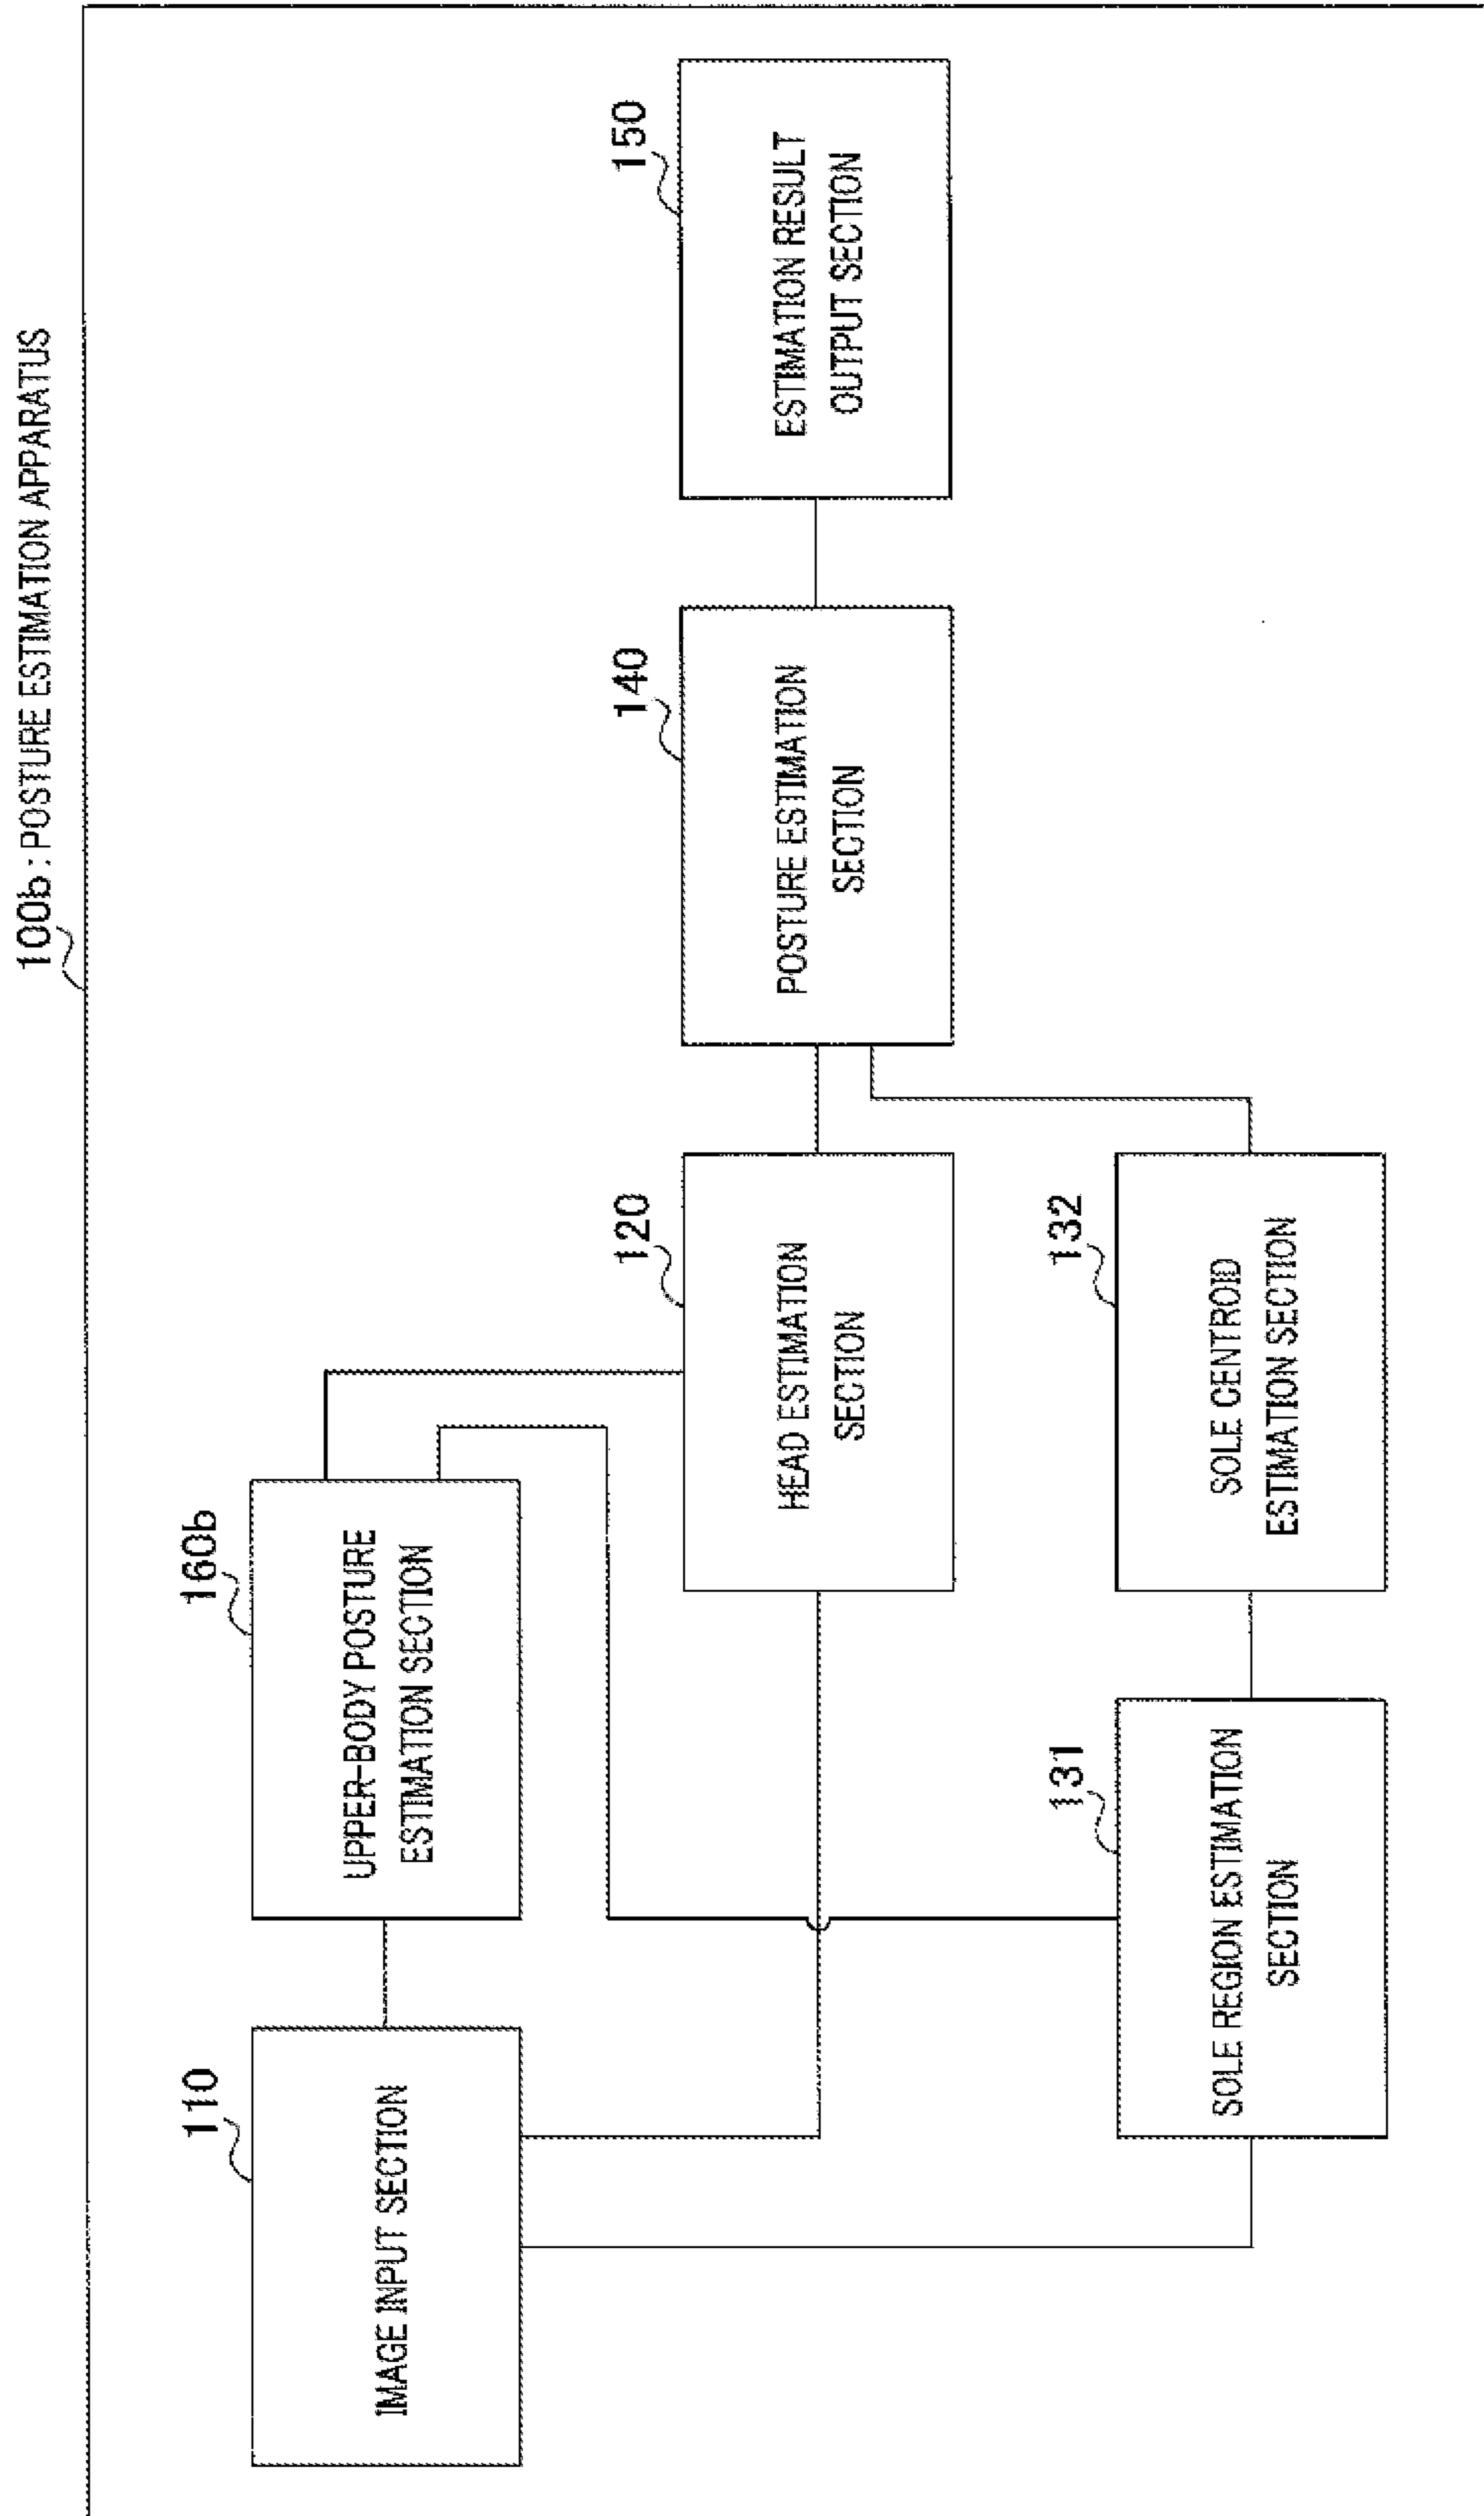 100b : POSTURE ESTIMATION APPARATUS
110
IMAGE INPUT SECTION
160b
UPPER-BODY POSTURE
ESTIMATION SECTION
120
HEAD ESTIMATION
SECTION
140
POSTURE ESTIMATION
SECTION
150
ESTIMATION RESULT
OUTPUT SECTION
131
SOLE REGION ESTIMATION
SECTION
132
SOLE CENTROID
ESTIMATION SECTION